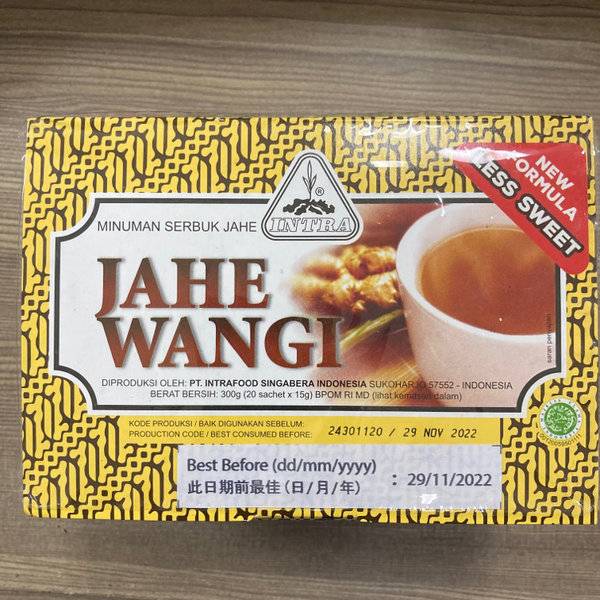 NEW
FORMULA
LESS SWEET
MINUMAN SERBUK JAHE
®
INTRA
JAHE
WANGI
saran penyajian
DIPRODUKSI OLEH: PT. INTRAFOOD SINGABERA INDONESIA SUKOHARJO 57552 - INDONESIA
BERAT BERSIH: 300g (20 sachet x 15g) BPOM RI MD (lihat kemasan dalam)
KODE PRODUKSI / BAIK DIGUNAKAN SEBELUM:
PRODUCTION CODE / BEST CONSUMED BEFORE: 24301120 / 29 NOV 2022
Best Before (dd/mm/yyyy)
此日期前最佳（日/月/年） : 29/11/2022